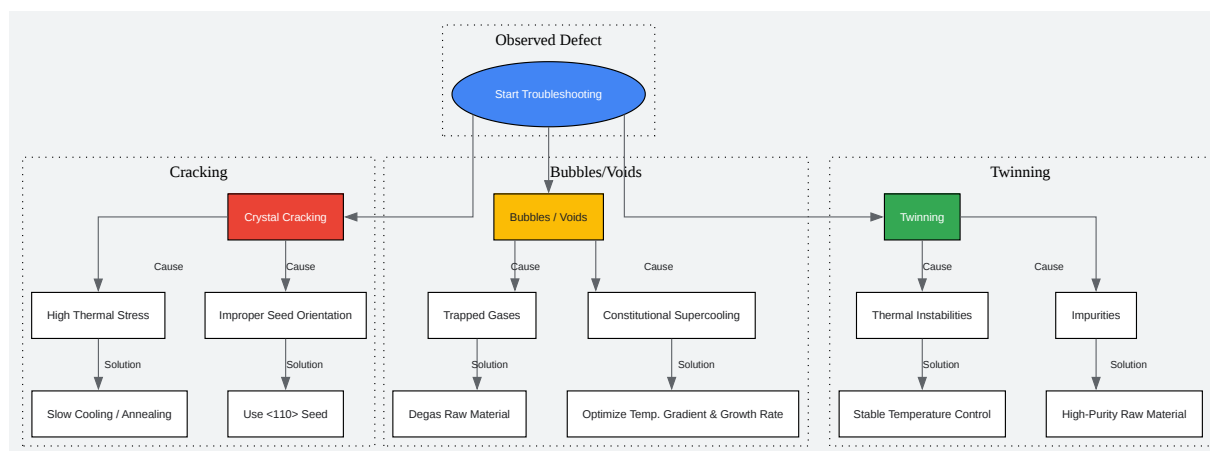 Observed Defect
Start Troubleshooting
Cracking
Bubbles/Voids
Twinning
Crystal Cracking
Bubbles / Voids
Twinning
Cause
Cause
Cause
Cause
Cause
Cause
High Thermal Stress
Improper Seed Orientation
Trapped Gases
Constitutional Supercooling
Thermal Instabilities
Impurities
Solution
Solution
Solution
Solution
Solution
Solution
Slow Cooling / Annealing
Use <110> Seed
Degas Raw Material
Optimize Temp. Gradient & Growth Rate
Stable Temperature Control
High-Purity Raw Material